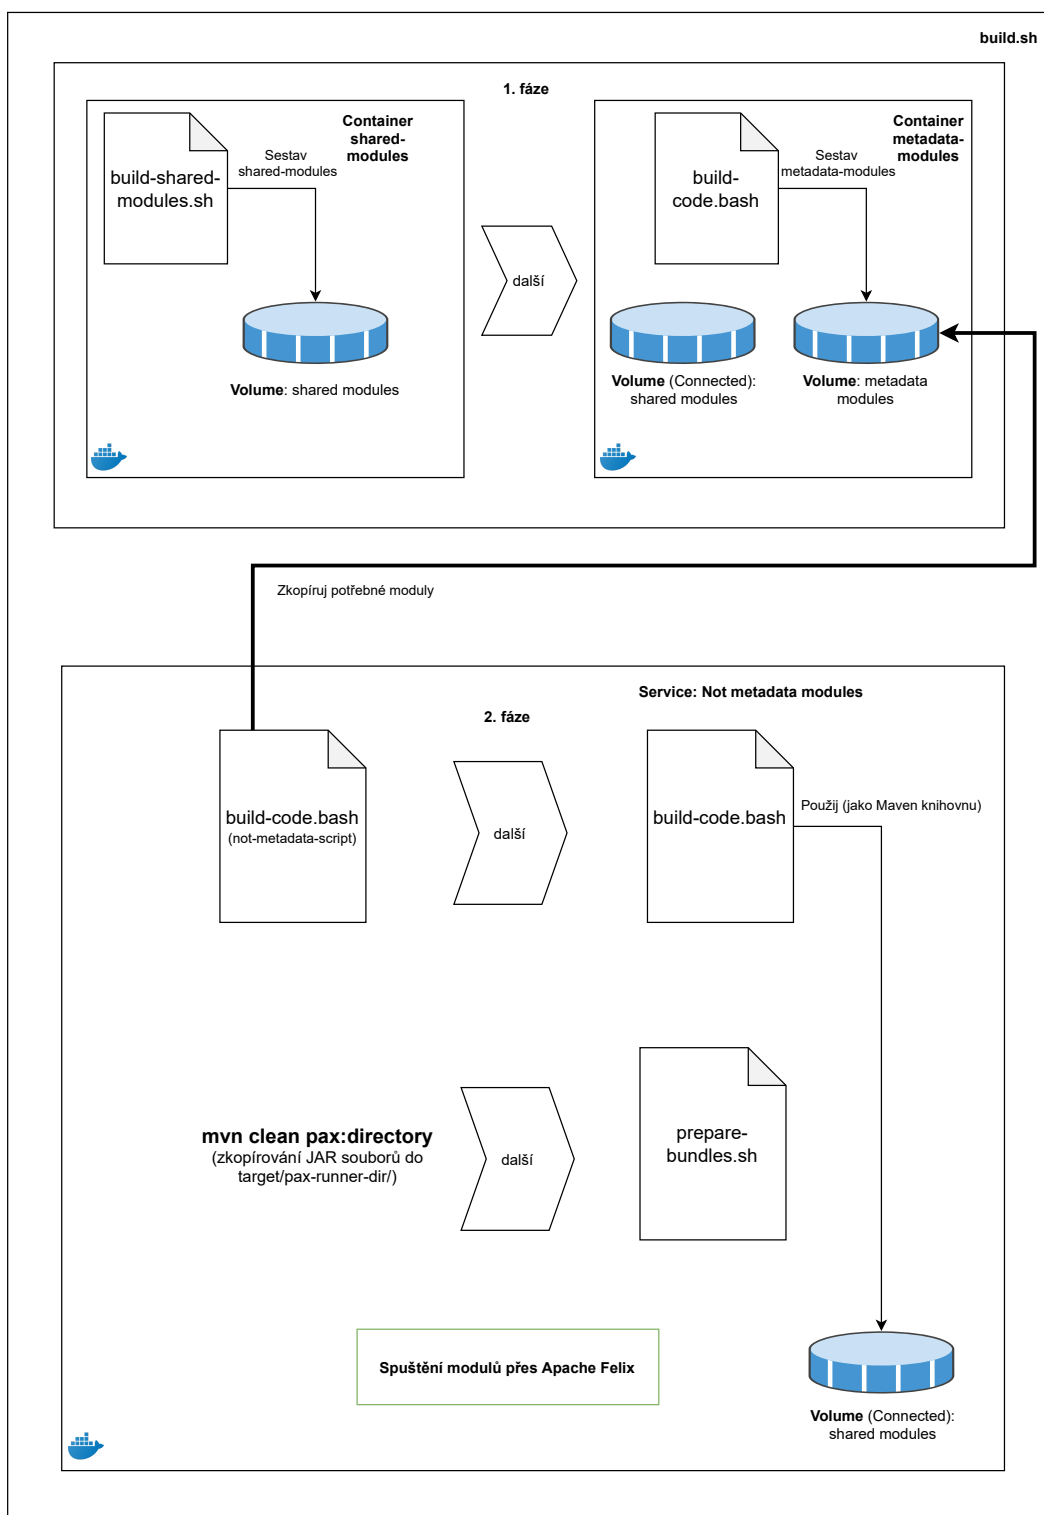 build.sh
1. fáze
Container
shared-
modules
build-shared-
modules.sh
Sestav
shared-modules
Volume: shared modules
další
Container
metadata-
modules
build-
code.bash
Sestav
metadata-modules
Volume (Connected):
shared modules
Volume: metadata
modules
Zkopíruj potřebné moduly
Service: Not metadata modules
2. fáze
build-code.bash
(not-metadata-script)
další
build-code.bash
Použij (jako Maven knihovnu)
mvn clean pax:directory
(zkopírování JAR souborů do
target/pax-runner-dir/)
další
prepare-
bundles.sh
Spuštění modulů přes Apache Felix
Volume (Connected):
shared modules